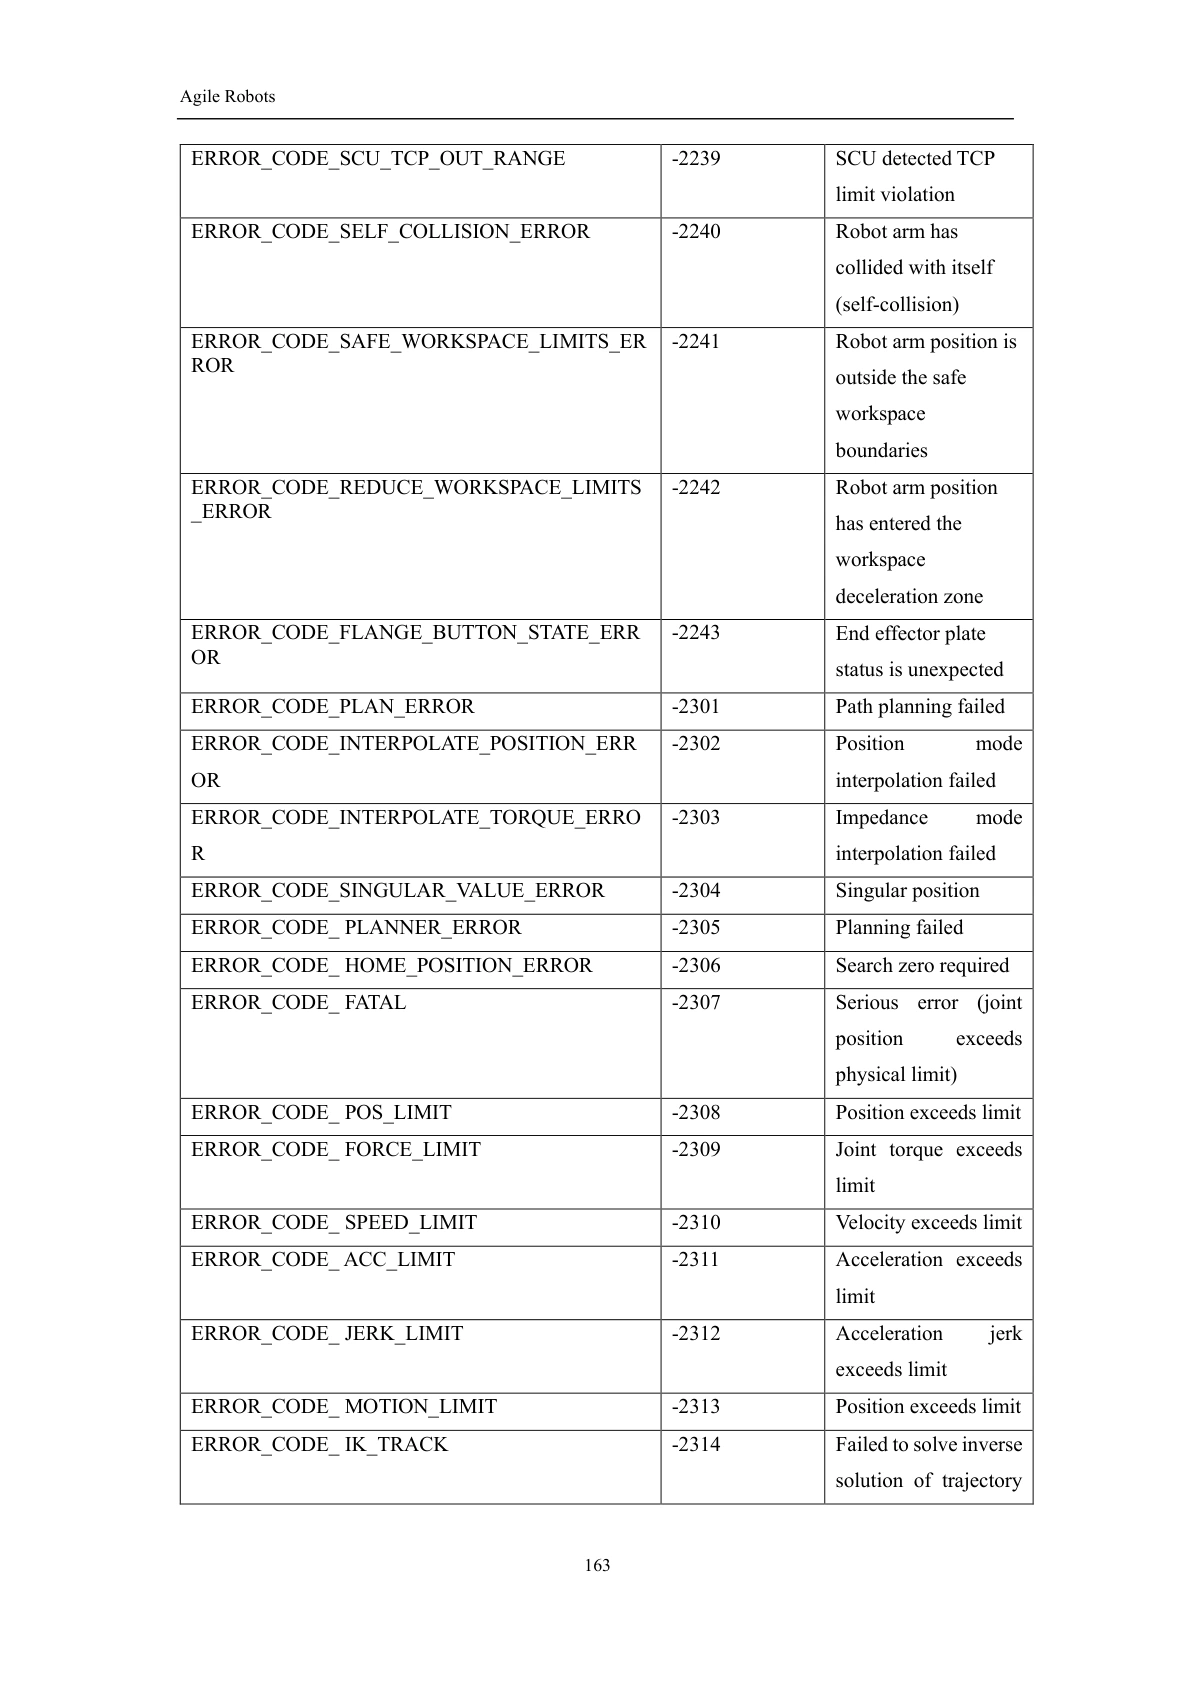 Agile Robots
ERROR_CODE_SCU_TCP_OUT_RANGE -2239 SCU detected TCP
limit violation
ERROR_CODE_SELF_COLLISION_ERROR -2240 Robot arm has
collided with itself
(self-collision)
ERROR_CODE_SAFE_WORKSPACE_LIMITS_ER -2241 Robot arm position is
ROR
outside the safe
workspace
boundaries
ERROR_CODE_REDUCE_WORKSPACE_LIMITS -2242 Robot arm position
_ERROR
has entered the
workspace
deceleration zone
ERROR_CODE_FLANGE_BUTTON_STATE_ERR -2243 End effector plate
OR
status is unexpected
ERROR_CODE_PLAN_ERROR -2301 Path planning failed
ERROR_CODE_INTERPOLATE_POSITION_ERR -2302 Position mode
OR interpolation failed
ERROR_CODE_INTERPOLATE_TORQUE_ERRO -2303 Impedance mode
R interpolation failed
ERROR_CODE_SINGULAR_VALUE_ERROR -2304 Singular position
ERROR_CODE_ PLANNER_ERROR -2305 Planning failed
ERROR_CODE_ HOME_POSITION_ERROR -2306 Search zero required
ERROR_CODE_ FATAL -2307 Serious error (joint
position exceeds
physical limit)
ERROR_CODE_ POS_LIMIT -2308 Position exceeds limit
ERROR_CODE_ FORCE_LIMIT -2309 Joint torque exceeds
limit
ERROR_CODE_ SPEED_LIMIT -2310 Velocity exceeds limit
ERROR_CODE_ ACC_LIMIT -2311 Acceleration exceeds
limit
ERROR_CODE_ JERK_LIMIT -2312 Acceleration jerk
exceeds limit
ERROR_CODE_ MOTION_LIMIT -2313 Position exceeds limit
ERROR_CODE_ IK_TRACK -2314 Failed to solve inverse
solution of trajectory
163